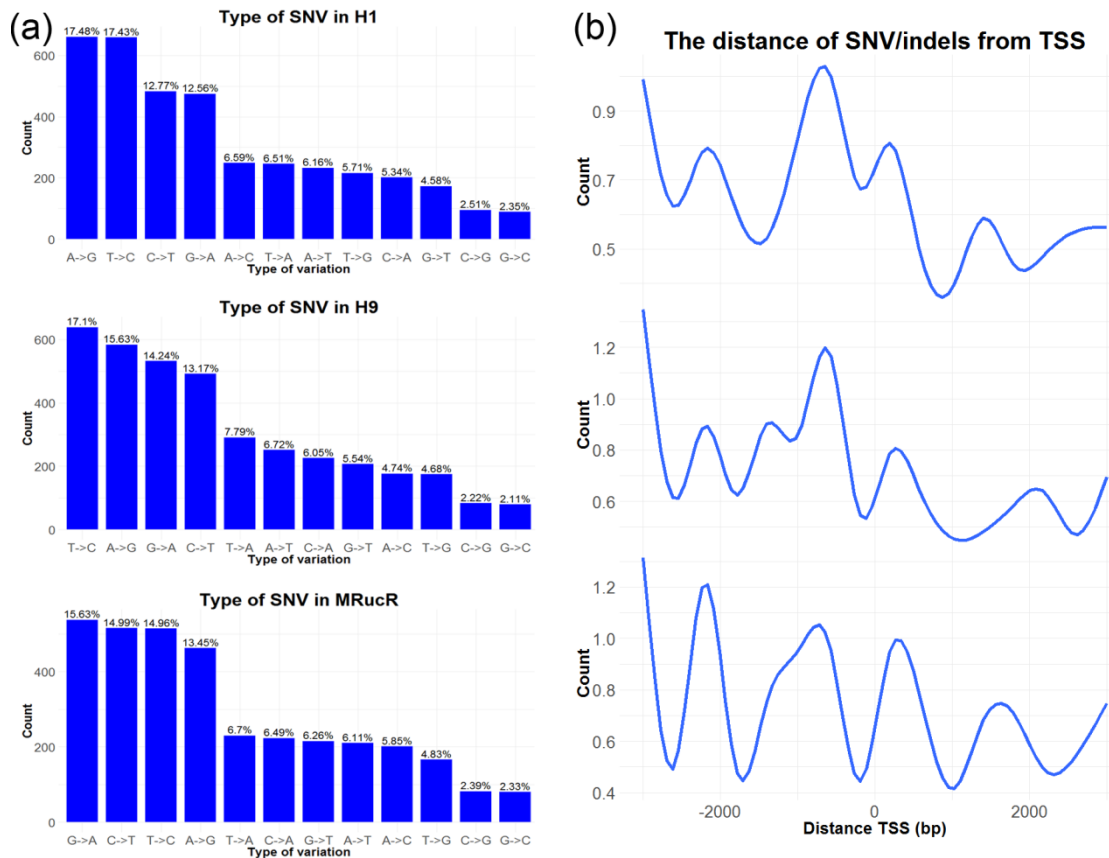 (a)
Type of SNV in H1
17.48% 17.43% 12.77% 12.56% 6.59% 6.51% 6.16% 5.71% 5.34% 4.58% 2.51% 2.35%
600
400
200
0
Count
A->G T->C C->T G->A A->C T->A A->T T->G C->A G->T C->G G->C
Type of variation
Type of SNV in H9
17.1% 15.63% 14.24% 13.17% 7.79% 6.72% 6.05% 5.54% 4.74% 4.68% 2.22% 2.11%
600
400
200
0
Count
T->C A->G G->A C->T T->A A->T C->A G->T A->C T->G C->G G->C
Type of variation
Type of SNV in MRucR
15.63% 14.99% 14.96% 13.45% 6.7% 6.49% 6.26% 6.11% 5.85% 4.83% 2.39% 2.33%
400
200
0
Count
G->A C->T T->C A->G T->A C->A G->T A->T A->C T->G C->G G->C
Type of variation
(b)
The distance of SNV/indels from TSS
0.9
0.7
0.5
Count
1.2
1.0
0.8
0.6
Count
1.2
1.0
0.8
0.6
0.4
Count
-2000 0 2000
Distance TSS (bp)